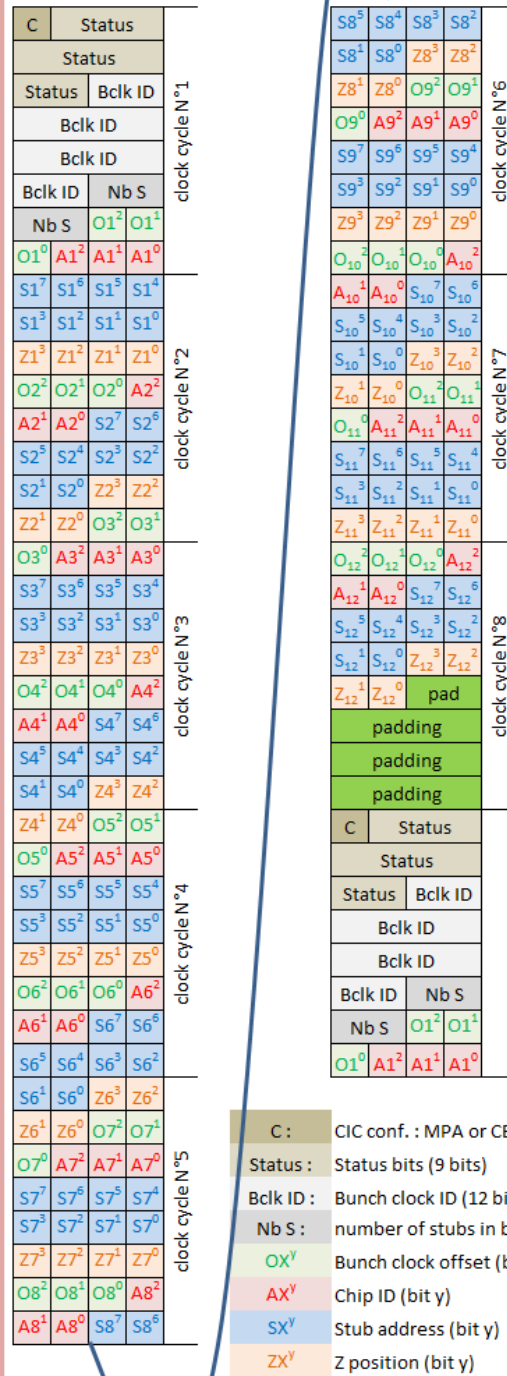 C Status
Status
Status Bclk ID
Bclk ID
Bclk ID
Bclk ID Nb S
Nb S O1² O1¹
O1⁰ A1² A1¹ A1⁰
clock cycle N°1
S1⁷ S1⁶ S1⁵ S1⁴
S1³ S1² S1¹ S1⁰
Z1³ Z1² Z1¹ Z1⁰
O2² O2¹ O2⁰ A2²
A2¹ A2⁰ S2⁷ S2⁶
S2⁵ S2⁴ S2³ S2²
S2¹ S2⁰ Z2³ Z2²
Z2¹ Z2⁰ O3² O3¹
clock cycle N°2
O3⁰ A3² A3¹ A3⁰
S3⁷ S3⁶ S3⁵ S3⁴
S3³ S3² S3¹ S3⁰
Z3³ Z3² Z3¹ Z3⁰
O4² O4¹ O4⁰ A4²
A4¹ A4⁰ S4⁷ S4⁶
S4⁵ S4⁴ S4³ S4²
S4¹ S4⁰ Z4³ Z4²
clock cycle N°3
Z4¹ Z4⁰ O5² O5¹
O5⁰ A5² A5¹ A5⁰
S5⁷ S5⁶ S5⁵ S5⁴
S5³ S5² S5¹ S5⁰
Z5³ Z5² Z5¹ Z5⁰
O6² O6¹ O6⁰ A6²
A6¹ A6⁰ S6⁷ S6⁶
S6⁵ S6⁴ S6³ S6²
clock cycle N°4
S6¹ S6⁰ Z6³ Z6²
Z6¹ Z6⁰ O7² O7¹
O7⁰ A7² A7¹ A7⁰
S7⁷ S7⁶ S7⁵ S7⁴
S7³ S7² S7¹ S7⁰
Z7³ Z7² Z7¹ Z7⁰
O8² O8¹ O8⁰ A8²
A8¹ A8⁰ S8⁷ S8⁶
clock cycle N°5
S8⁵ S8⁴ S8³ S8²
S8¹ S8⁰ Z8³ Z8²
Z8¹ Z8⁰ O9² O9¹
O9⁰ A9² A9¹ A9⁰
S9⁷ S9⁶ S9⁵ S9⁴
S9³ S9² S9¹ S9⁰
Z9³ Z9² Z9¹ Z9⁰
O₁₀² O₁₀¹ O₁₀⁰ A₁₀²
clock cycle N°6
A₁₀¹ A₁₀⁰ S₁₀⁷ S₁₀⁶
S₁₀⁵ S₁₀⁴ S₁₀³ S₁₀²
S₁₀¹ S₁₀⁰ Z₁₀³ Z₁₀²
Z₁₀¹ Z₁₀⁰ O₁₁² O₁₁¹
O₁₁⁰ A₁₁² A₁₁¹ A₁₁⁰
S₁₁⁷ S₁₁⁶ S₁₁⁵ S₁₁⁴
S₁₁³ S₁₁² S₁₁¹ S₁₁⁰
Z₁₁³ Z₁₁² Z₁₁¹ Z₁₁⁰
clock cycle N°7
O₁₂² O₁₂¹ O₁₂⁰ A₁₂²
A₁₂¹ A₁₂⁰ S₁₂⁷ S₁₂⁶
S₁₂⁵ S₁₂⁴ S₁₂³ S₁₂²
S₁₂¹ S₁₂⁰ Z₁₂³ Z₁₂²
Z₁₂¹ Z₁₂⁰ pad
padding
padding
padding
clock cycle N°8
C Status
Status
Status Bclk ID
Bclk ID
Bclk ID
Bclk ID Nb S
Nb S O1² O1¹
O1⁰ A1² A1¹ A1⁰
C : CIC conf. : MPA or
Status : Status bits (9 bits)
Bclk ID : Bunch clock ID (12
Nb S : number of stubs in
OXʸ Bunch clock offset
AXʸ Chip ID (bit y)
SXʸ Stub address (bit y)
ZXʸ Z position (bit y)